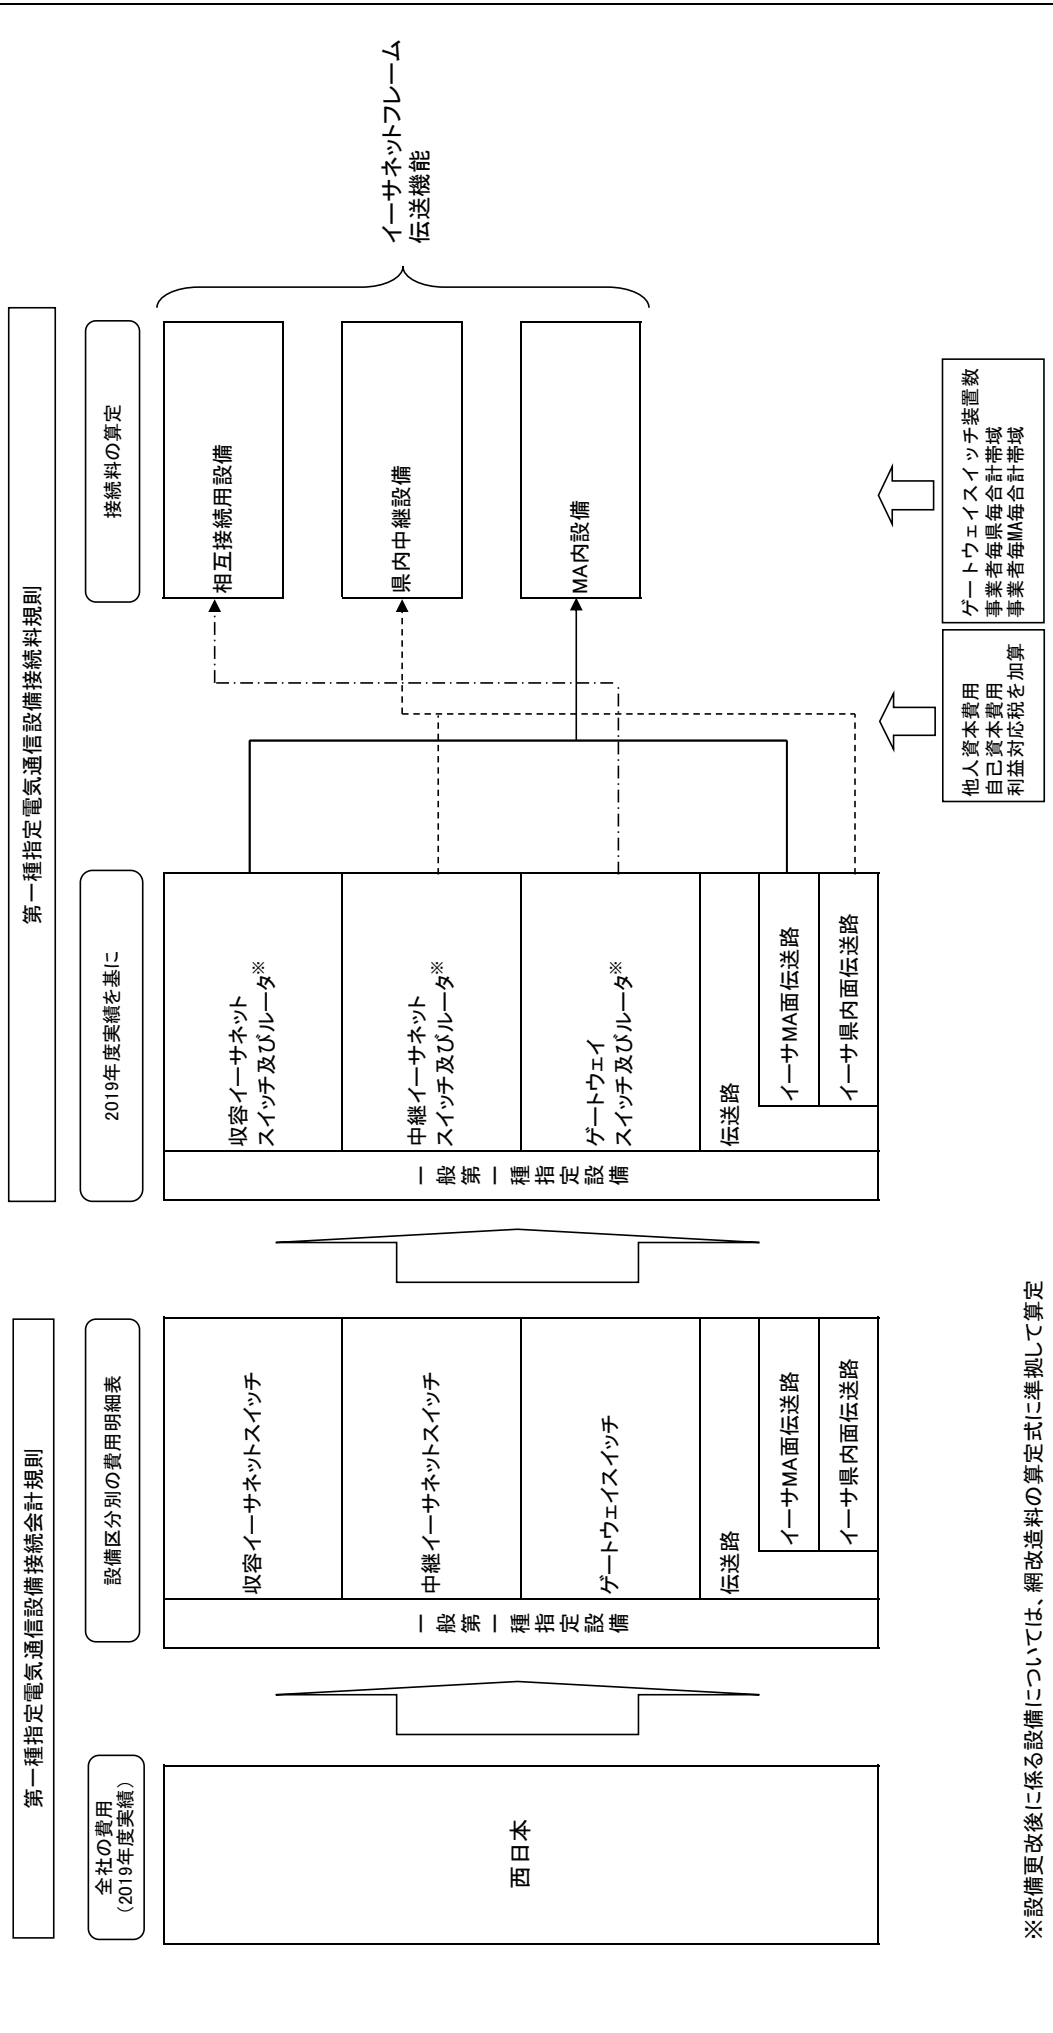 第一種指定電気通信設備接続会計規則
第一種指定電気通信設備接続料規則
全社の費用
（2019年度実績）
設備区分別の費用明細表
2019年度実績を基に
接続料の算定
西日本
一般第一種指定設備
収容イーサネットスイッチ
中継イーサネットスイッチ
ゲートウェイスイッチ
伝送路
イーサMA面伝送路
イーサ県内面伝送路
一般第一種指定設備
収容イーサネット
スイッチ及びルータ※
中継イーサネット
スイッチ及びルータ※
ゲートウェイ
スイッチ及びルータ※
伝送路
イーサMA面伝送路
イーサ県内面伝送路
相互接続用設備
県内中継設備
MA内設備
イーサネットフレーム
伝送機能
他人資本費用
自己資本費用
利益対応税を加算
ゲートウェイスイッチ装置数
事業者毎県毎合計帯域
事業者毎MA毎合計帯域
※設備更改後に係る設備については、網改造料の算定式に準拠して算定